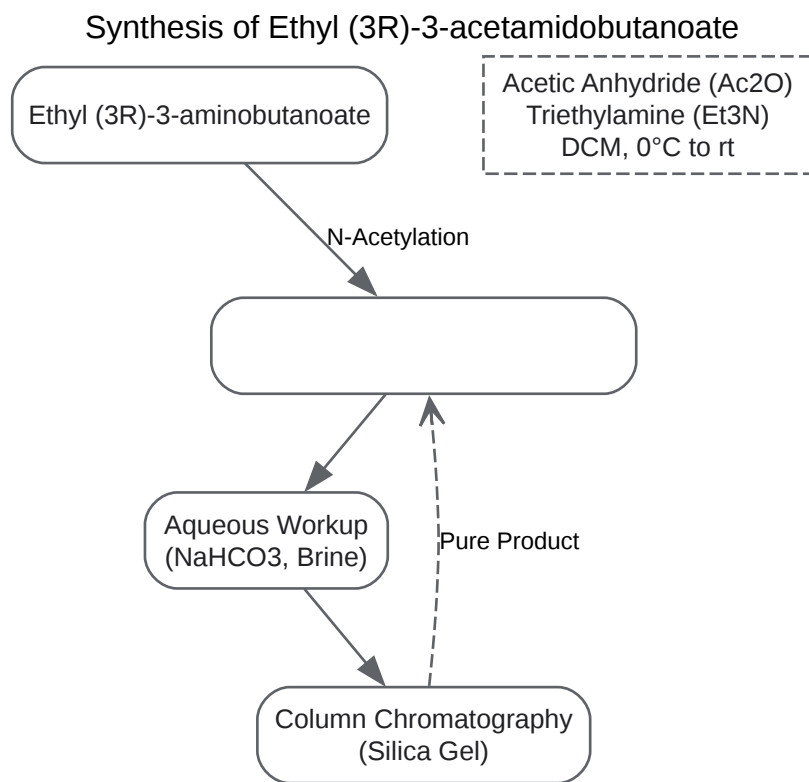 Synthesis of Ethyl (3R)-3-acetamidobutanoate
Ethyl (3R)-3-aminobutanoate
Acetic Anhydride (Ac2O)
Triethylamine (Et3N)
DCM, 0°C to rt
N-Acetylation
Aqueous Workup
(NaHCO3, Brine)
Pure Product
Column Chromatography
(Silica Gel)